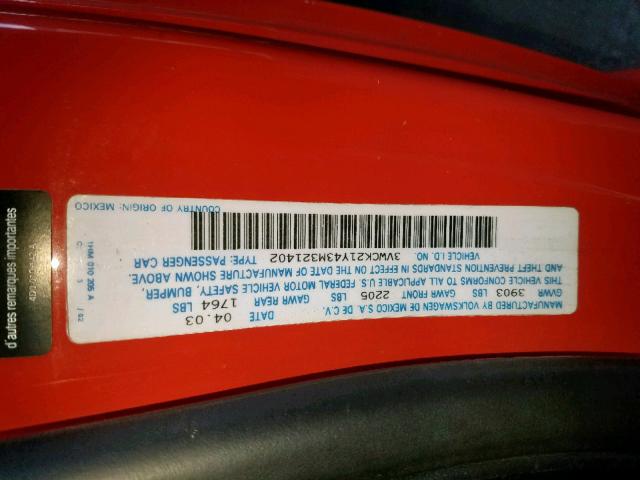 MANUFACTURED BY VOLKSWAGEN DE MEXICO S.A. DE C.V.
DATE
04.03
GVWR 3903 LBS GAWR FRONT 2205 LBS GAWR REAR 1764 LBS
THIS VEHICLE CONFORMS TO ALL APPLICABLE U.S. FEDERAL MOTOR VEHICLE SAFETY, BUMPER,
AND THEFT PREVENTION STANDARDS IN EFFECT ON THE DATE OF MANUFACTURE SHOWN ABOVE.
VEHICLE I.D. NO. 3VWCK21Y43M321402 TYPE: PASSENGER CAR
COUNTRY OF ORIGIN: MEXICO
1HM 010 205 A
d'autres remarques importantes